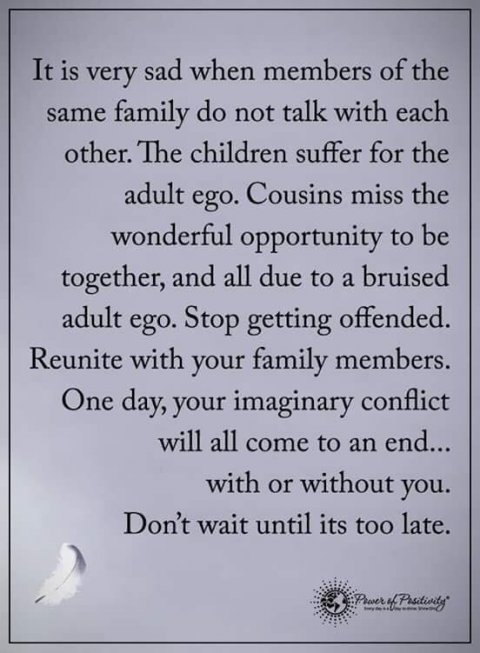 It is very sad when members of the
same family do not talk with each
other. The children suffer for the
adult ego. Cousins miss the
wonderful opportunity to be
together, and all due to a bruised
adult ego. Stop getting offended.
Reunite with your family members.
One day, your imaginary conflict
will all come to an end...
with or without you.
Don't wait until its too late.
Power of Positivity